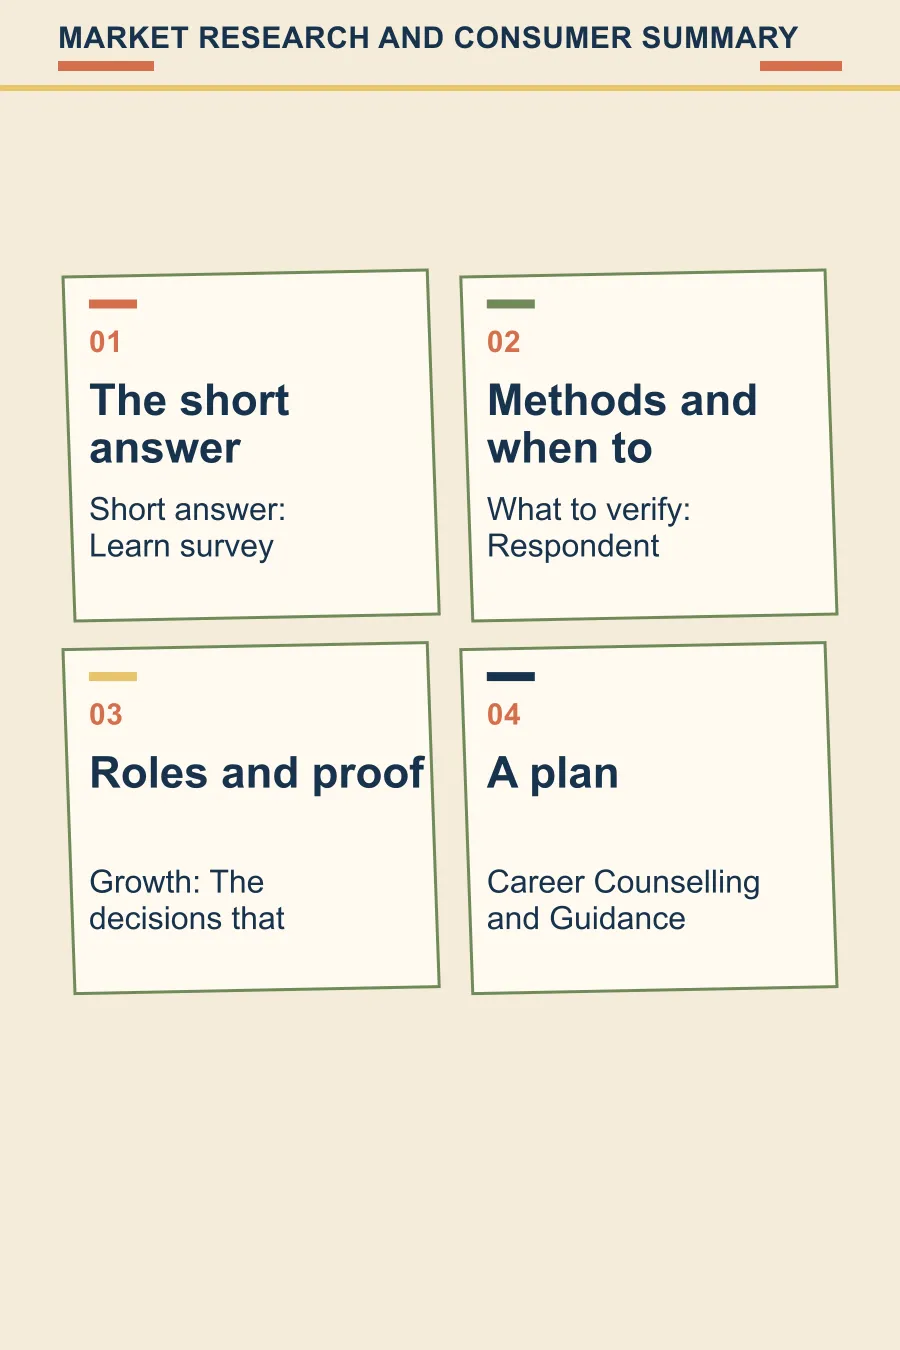 MARKET RESEARCH AND CONSUMER SUMMARY
01
The short
answer
Short answer:
Learn survey
02
Methods and
when to
What to verify:
Respondent
03
Roles and proof
Growth: The
decisions that
04
A plan
Career Counselling
and Guidance